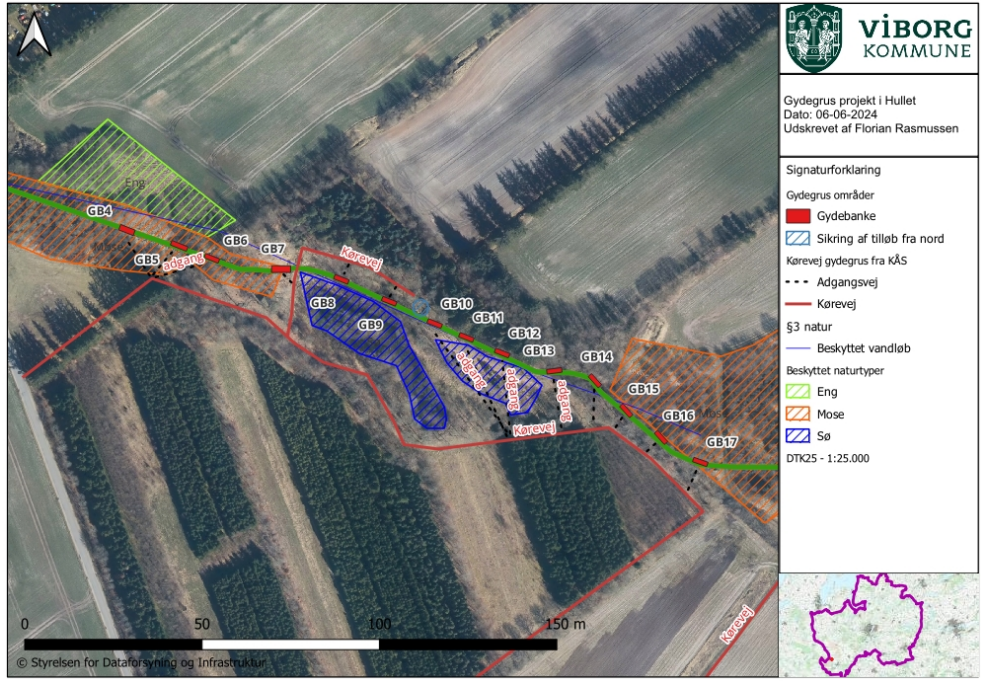 VIBORG
KOMMUNE
Gydegrus projekt i Hullet
Dato: 06-06-2024
Udskrevet af Florian Rasmussen
Signaturforklaring
Gydegrus områder
Gydebanke
Sikring af tilløb fra nord
Kørevej gydegrus fra KÅS
Adgangsvej
Kørevej
§3 natur
Beskyttet vandløb
Beskyttet naturtyper
Eng
Mose
Sø
DTK25 - 1:25.000
Eng
GB4
GB5
adgang
GB6
GB7
Kørevej
GB8
GB9
GB10
GB11
GB12
GB13
GB14
GB15
GB16
GB17
adgang
adgang
adgang
Kørevej
Kørevej
0 50 100 150 m
© Styrelsen for Dataforsyning og Infrastruktur